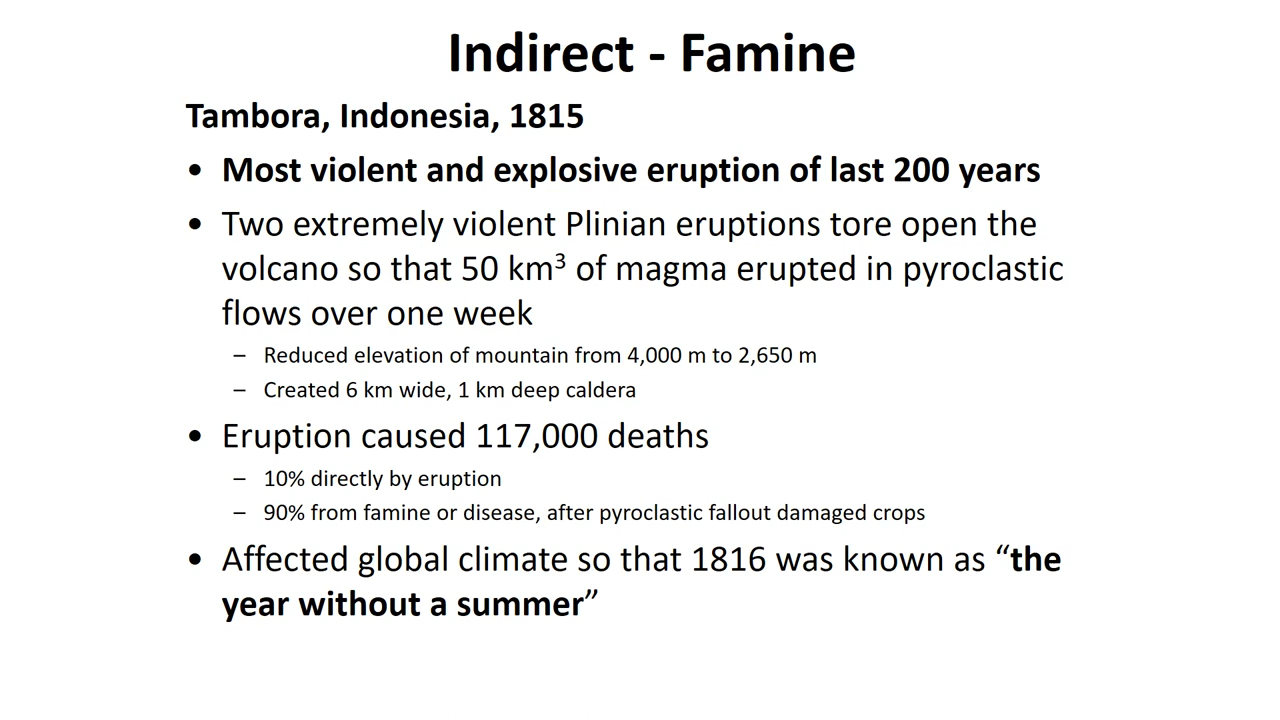 Indirect - Famine
Tambora, Indonesia, 1815
• Most violent and explosive eruption of last 200 years
• Two extremely violent Plinian eruptions tore open the
volcano so that 50 km³ of magma erupted in pyroclastic
flows over one week
– Reduced elevation of mountain from 4,000 m to 2,650 m
– Created 6 km wide, 1 km deep caldera
• Eruption caused 117,000 deaths
– 10% directly by eruption
– 90% from famine or disease, after pyroclastic fallout damaged crops
• Affected global climate so that 1816 was known as “the
year without a summer”